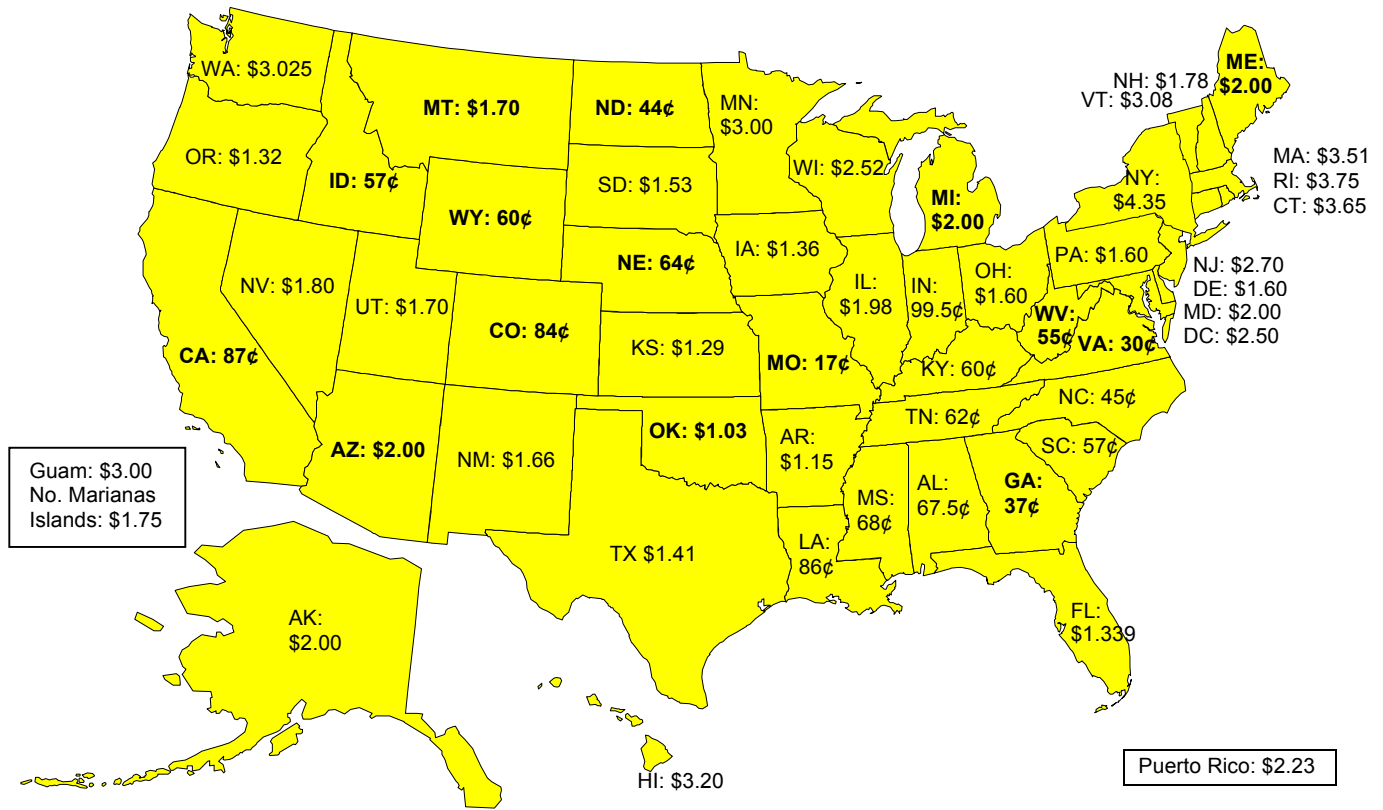 WA: $3.025
MT: $1.70
ND: 44¢
MN:
$3.00
NH: $1.78
VT: $3.08
ME:
$2.00
OR: $1.32
ID: 57¢
WY: 60¢
SD: $1.53
WI: $2.52
MI:
$2.00
NY:
$4.35
MA: $3.51
RI: $3.75
CT: $3.65
NV: $1.80
UT: $1.70
CO: 84¢
NE: 64¢
IA: $1.36
IL:
$1.98
IN:
99.5¢
OH:
$1.60
PA: $1.60
NJ: $2.70
DE: $1.60
MD: $2.00
DC: $2.50
WV:
55¢
VA: 30¢
CA: 87¢
KS: $1.29
MO: 17¢
KY: 60¢
NC: 45¢
TN: 62¢
SC: 57¢
AZ: $2.00
NM: $1.66
OK: $1.03
AR:
$1.15
MS:
68¢
AL:
67.5¢
GA:
37¢
Guam: $3.00
No. Marianas
Islands: $1.75
TX $1.41
LA:
86¢
FL:
$1.339
AK:
$2.00
HI: $3.20
Puerto Rico: $2.23